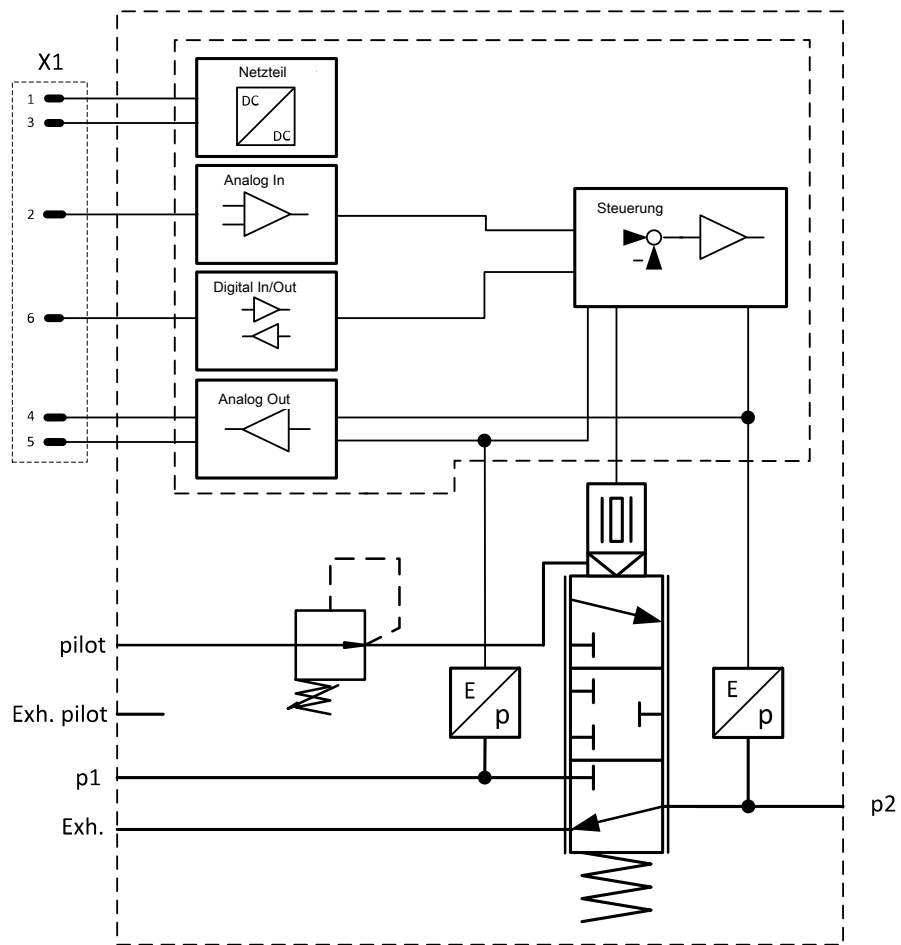 X1
Netzteil
DC
DC
1
3
Analog In
2
Steuerung
Digital In/Out
6
Analog Out
4
5
pilot
E
p
E
p
Exh. pilot
p1
p2
Exh.